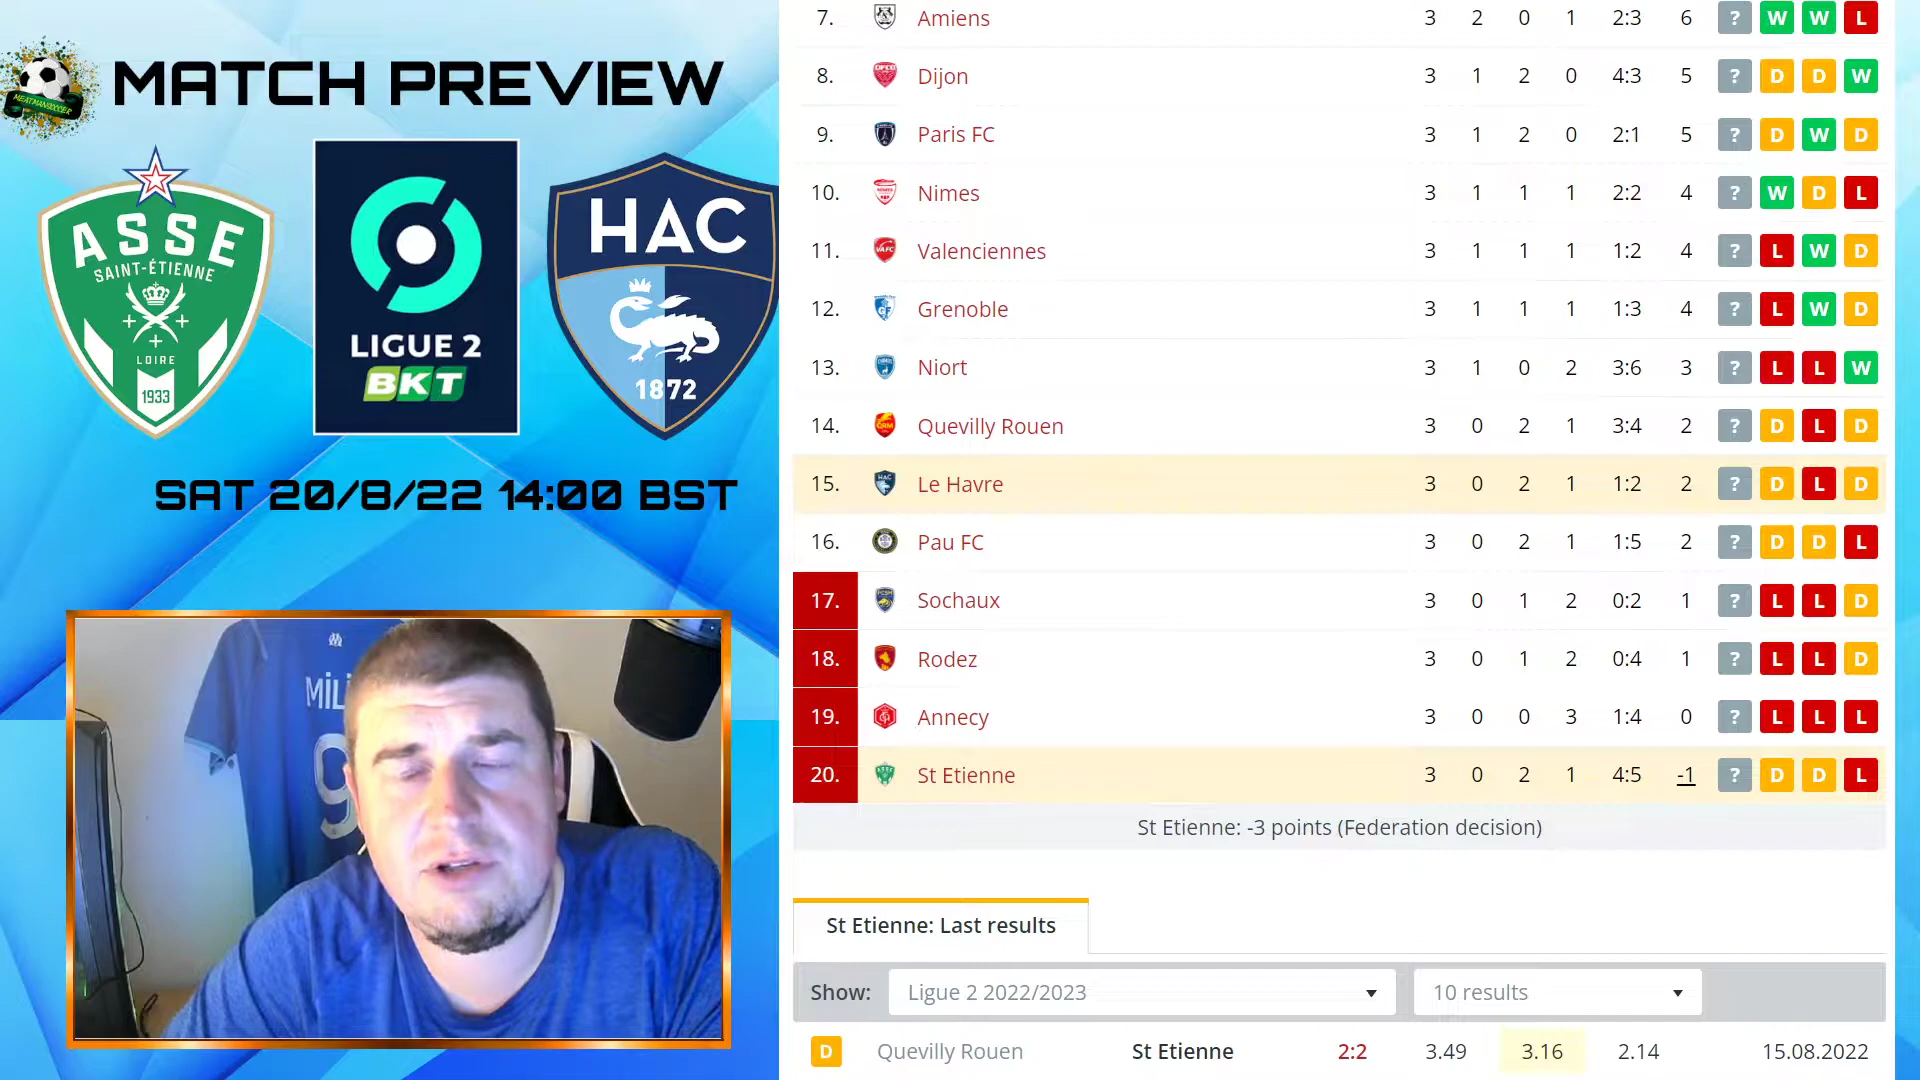 MATCH PREVIEW
MEATMANSOCCER
ASSE
SAINT-ÉTIENNE
LOIRE
1933
LIGUE 2
BKT
HAC
1872
SAT 20/8/22 14:00 BST
MILI
9
7. Amiens 3 2 0 1 2:3 6 ? W W L
8. Dijon 3 1 2 0 4:3 5 ? D D W
9. Paris FC 3 1 2 0 2:1 5 ? D W D
10. Nimes 3 1 1 1 2:2 4 ? W D L
11. Valenciennes 3 1 1 1 1:2 4 ? L W D
12. Grenoble 3 1 1 1 1:3 4 ? L W D
13. Niort 3 1 0 2 3:6 3 ? L L W
14. Quevilly Rouen 3 0 2 1 3:4 2 ? D L D
15. Le Havre 3 0 2 1 1:2 2 ? D L D
16. Pau FC 3 0 2 1 1:5 2 ? D D L
17. Sochaux 3 0 1 2 0:2 1 ? L L D
18. Rodez 3 0 1 2 0:4 1 ? L L D
19. Annecy 3 0 0 3 1:4 0 ? L L L
20. St Etienne 3 0 2 1 4:5 -1 ? D D L
St Etienne: -3 points (Federation decision)
St Etienne: Last results
Show: Ligue 2 2022/2023 10 results
D Quevilly Rouen St Etienne 2:2 3.49 3.16 2.14 15.08.2022